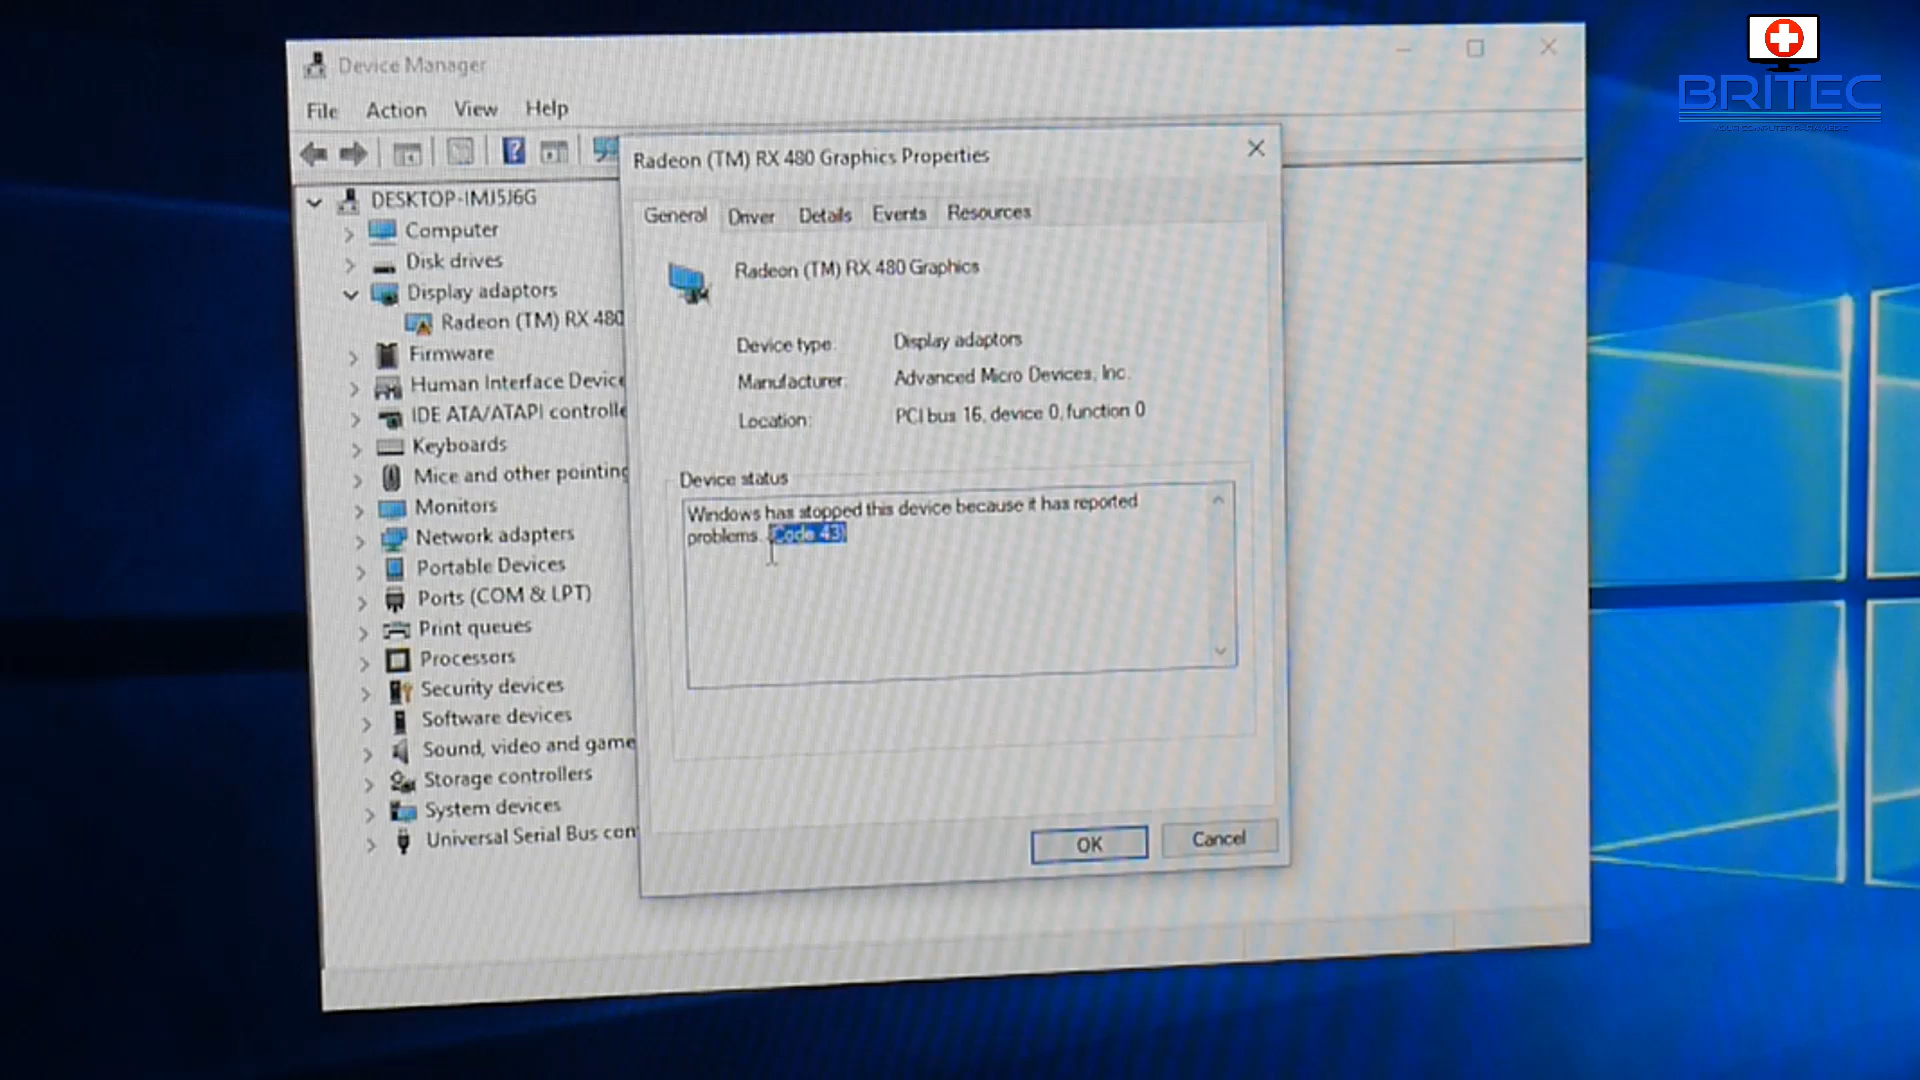 BRITEC
Device Manager
File Action View Help
Radeon (TM) RX 480 Graphics Properties
DESKTOP-IMJ5J6G
Computer
Disk drives
Display adaptors
Radeon (TM) RX 480
Firmware
Human Interface Device
IDE ATA/ATAPI controlle
Keyboards
Mice and other pointing
Monitors
Network adapters
Portable Devices
Ports (COM & LPT)
Print queues
Processors
Security devices
Software devices
Sound, video and game
Storage controllers
System devices
Universal Serial Bus con
General Driver Details Events Resources
Radeon (TM) RX 480 Graphics
Device type: Display adaptors
Manufacturer: Advanced Micro Devices, Inc.
Location: PCI bus 16, device 0, function 0
Device status
Windows has stopped this device because it has reported
problems. (Code 43)
OK Cancel